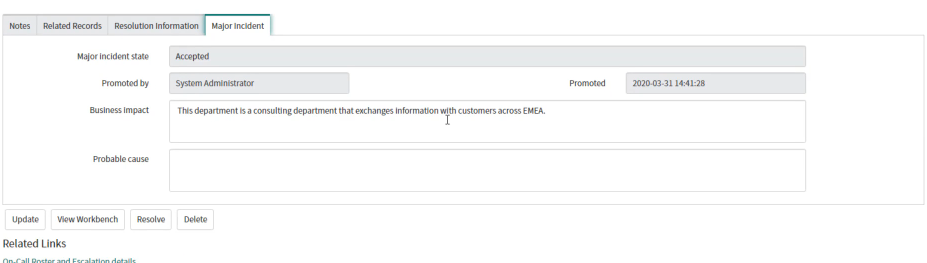 Notes Related Records Resolution Information Major Incident
Major incident state Accepted
Promoted by System Administrator Promoted 2020-03-31 14:41:28
Business Impact This department is a consulting department that exchanges information with customers across EMEA.
Probable cause
Update View Workbench Resolve Delete
Related Links
On-Call Roster and Escalation details